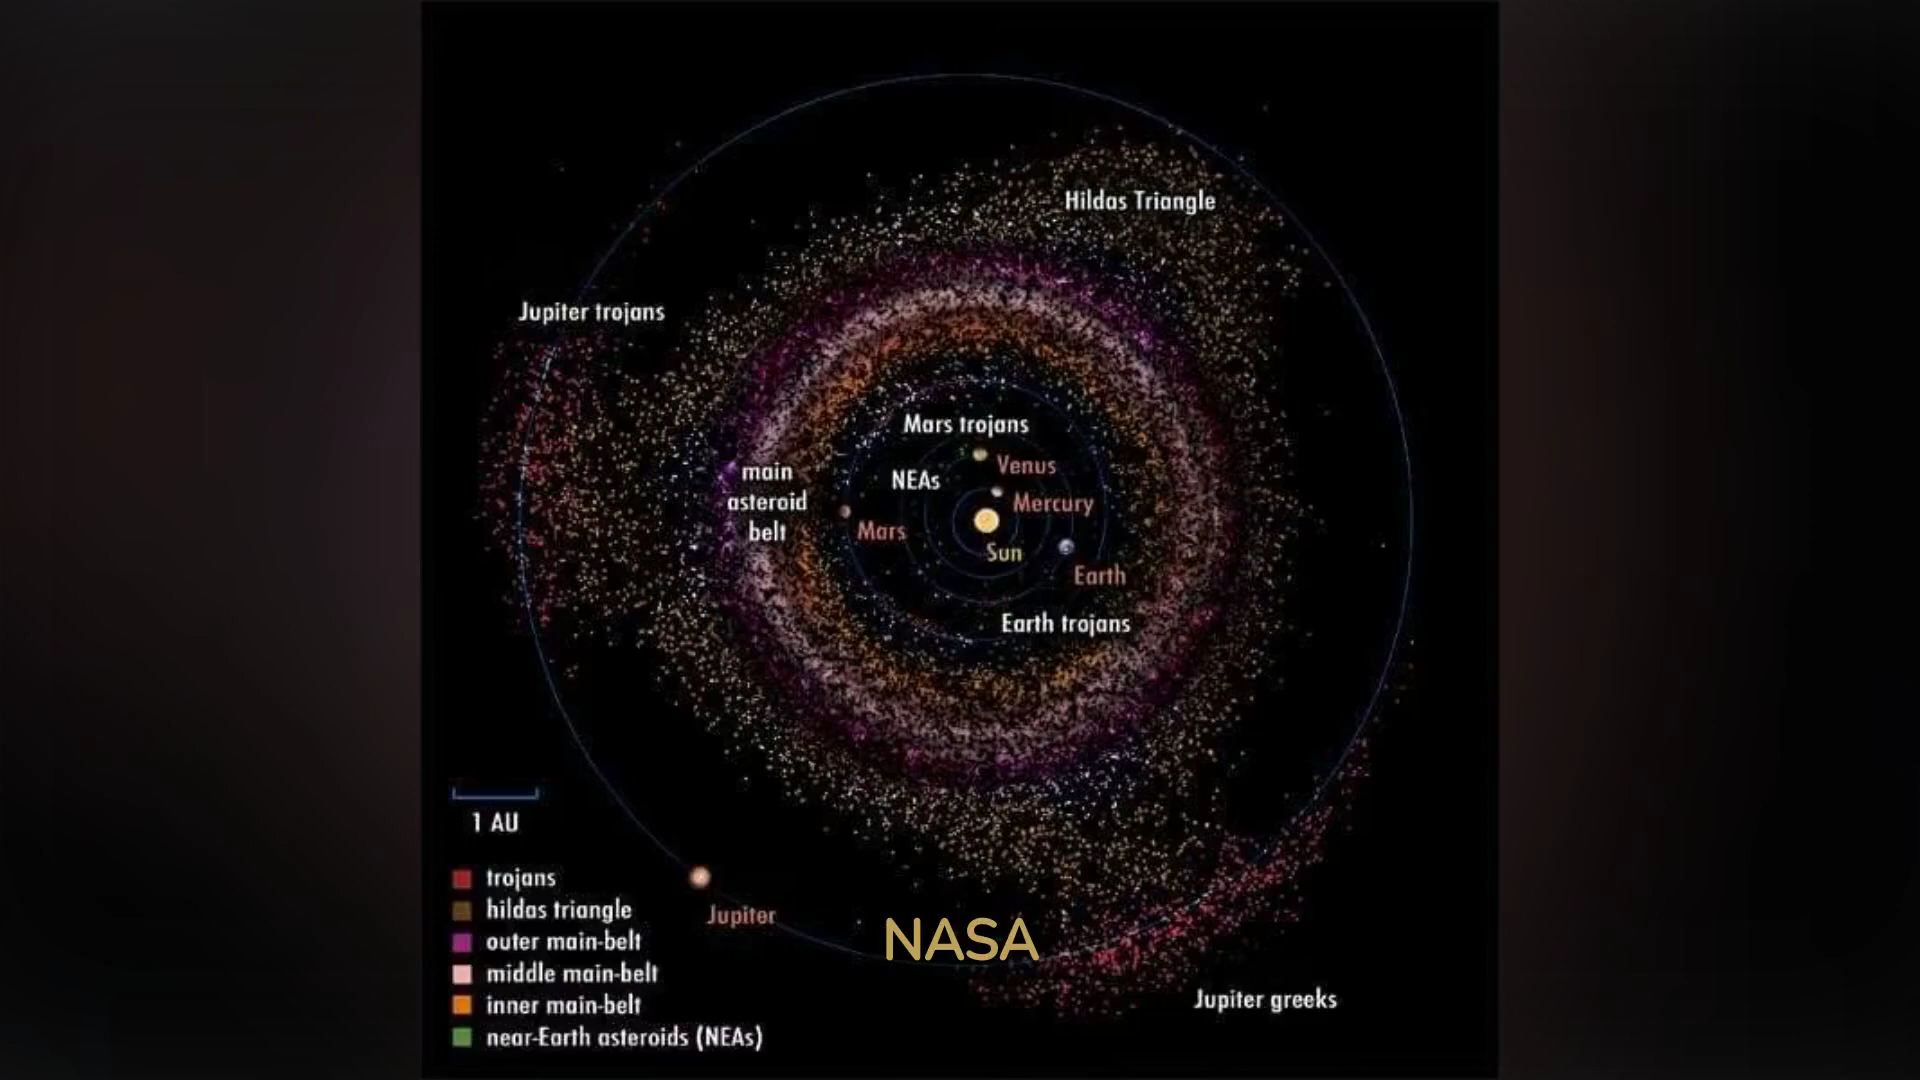 Hildas Triangle
Jupiter trojans
Mars trojans
Venus
NEAs
main
asteroid
belt
Mercury
Mars
Sun
Earth
Earth trojans
1 AU
trojans
hildas triangle
outer main-belt
middle main-belt
inner main-belt
near-Earth asteroids (NEAs)
Jupiter
NASA
Jupiter greeks